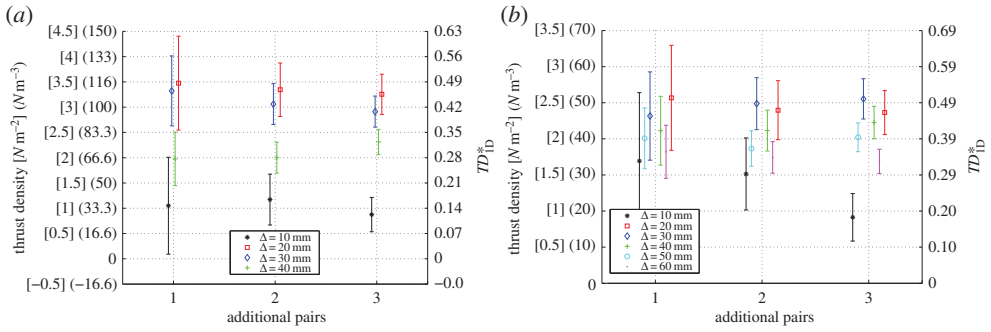 (a)
thrust density [N m⁻²] (N m⁻³)
[4.5] (150)
[4] (133)
[3.5] (116)
[3] (100)
[2.5] (83.3)
[2] (66.6)
[1.5] (50)
[1] (33.3)
[0.5] (16.6)
0
[−0.5] (−16.6)
Δ = 10 mm
Δ = 20 mm
Δ = 30 mm
Δ = 40 mm
1 2 3
additional pairs
0.63
0.56
0.49
0.42
0.35
0.28
0.21
0.14
0.07
0
−0.0
TD*1D
(b)
thrust density [N m⁻²] (N m⁻³)
[3.5] (70)
[3] (60)
[2.5] (50)
[2] (40)
[1.5] (30)
[1] (20)
[0.5] (10)
0
Δ = 10 mm
Δ = 20 mm
Δ = 30 mm
Δ = 40 mm
Δ = 50 mm
Δ = 60 mm
1 2 3
additional pairs
0.69
0.59
0.49
0.39
0.29
0.20
0.10
0
TD*1D